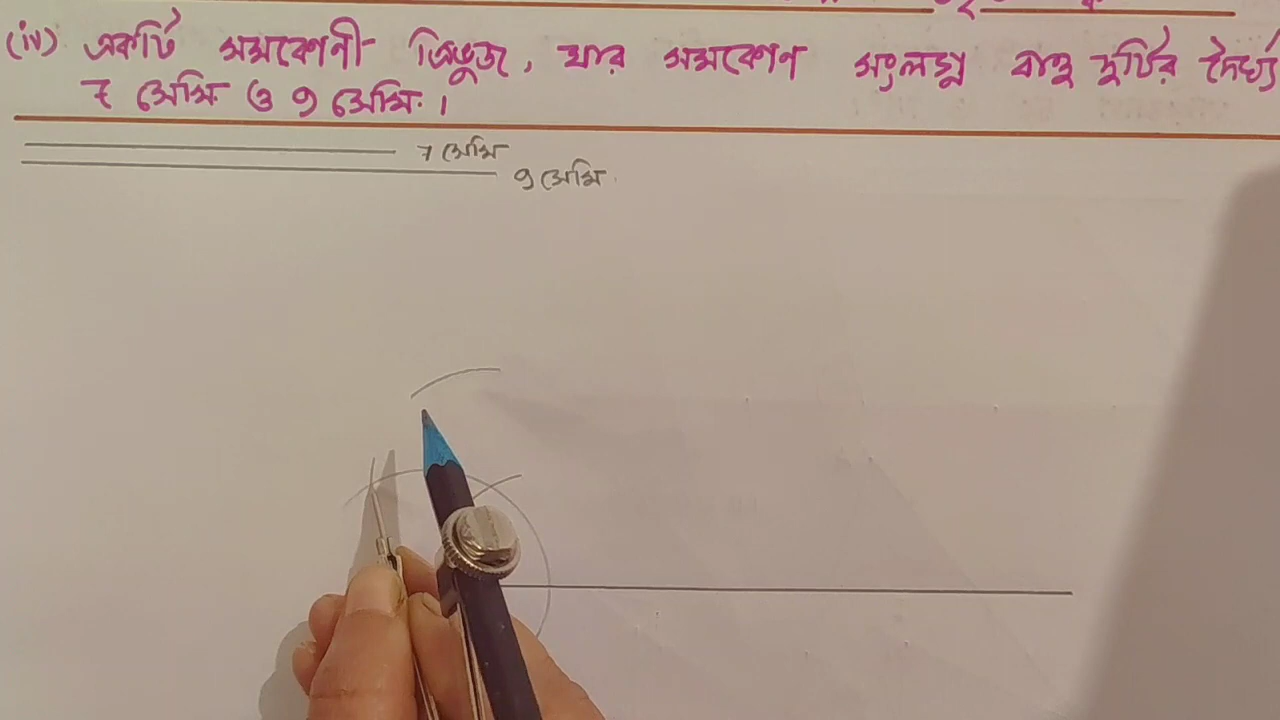 (iv) একটি সমকোণী ত্রিভুজ, যার সমকোণ সংলগ্ন বাহু দুটির দৈর্ঘ্য
৭ সেমি ও ৯ সেমি.।
৭ সেমি
৯ সেমি.